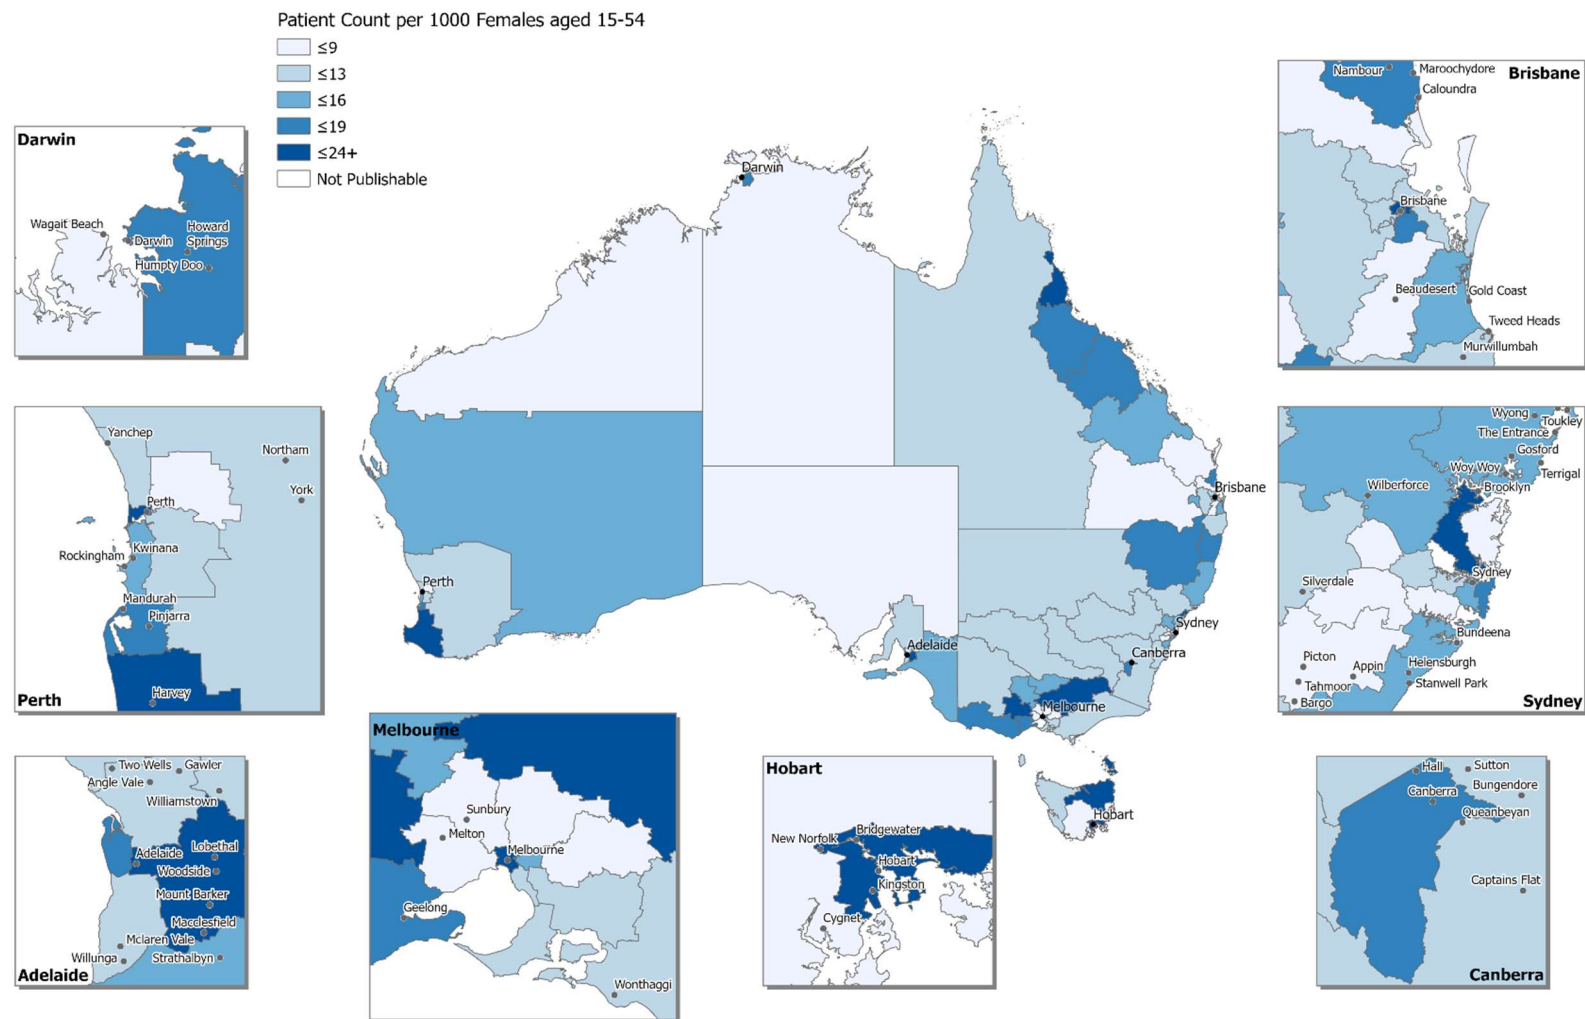 Patient Count per 1000 Females aged 15-54
≤9
≤13
≤16
≤19
≤24+
Not Publishable
Darwin
Wagait Beach
Howard
Springs
Darwin
Humpty Doo
Yanchep
Northam
York
Perth
Kwinana
Rockingham
Mandurah
Pinjarra
Harvey
Perth
Two Wells
Gawler
Angle Vale
Williamstown
Lobethal
Adelaide
Woodside
Mount Barker
Macclesfield
Mclaren Vale
Willunga
Strathalbyn
Adelaide
Darwin
Brisbane
Perth
Sydney
Adelaide
Canberra
Melbourne
Hobart
Melbourne
Sunbury
Melton
Melbourne
Geelong
Wonthaggi
Hobart
New Norfolk
Bridgewater
Hobart
Kingston
Cygnet
Brisbane
Nambour
Maroochydore
Caloundra
Brisbane
Beaudesert
Gold Coast
Tweed Heads
Murwillumbah
Wyong
Toukley
The Entrance
Gosford
Woy Woy
Terrigal
Wilberforce
Brooklyn
Sydney
Silverdale
Bundeena
Picton
Appin
Helensburgh
Tahmoor
Stanwell Park
Bargo
Sydney
Hall
Sutton
Canberra
Bungendore
Queanbeyan
Captains Flat
Canberra